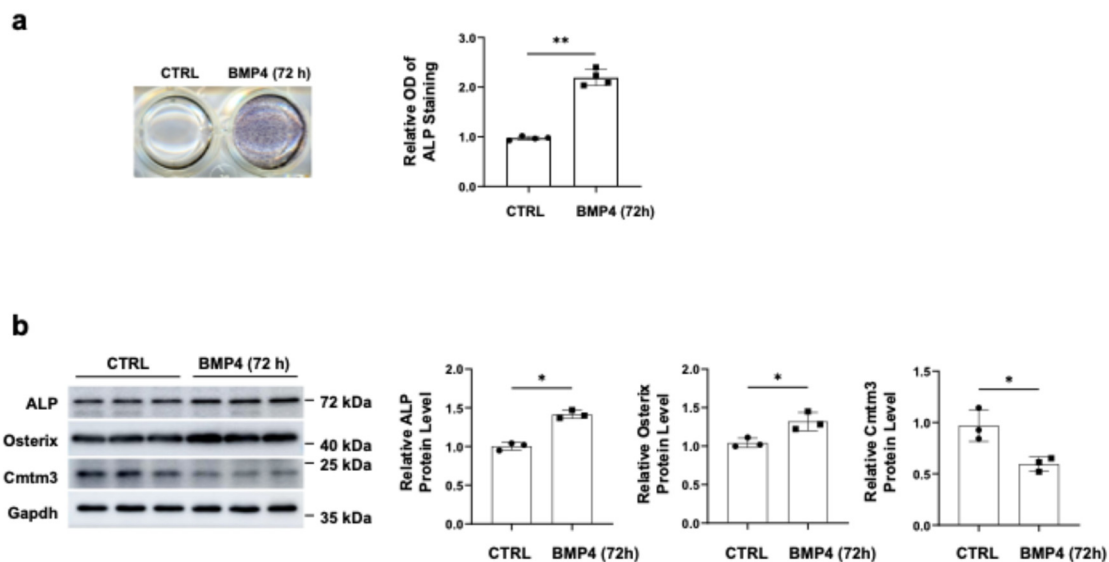 a
CTRL BMP4 (72 h)
Relative OD of
ALP Staining
3.0
2.0
1.0
0.0
**
CTRL BMP4 (72h)
b
CTRL BMP4 (72 h)
ALP 72 kDa
Osterix 40 kDa
25 kDa
Cmtm3
Gapdh 35 kDa
Relative ALP
Protein Level
2.0
1.5
1.0
0.5
0.0
*
CTRL BMP4 (72h)
Relative Osterix
Protein Level
2.0
1.5
1.0
0.5
0.0
*
CTRL BMP4 (72h)
Relative Cmtm3
Protein Level
1.5
1.0
0.5
0.0
*
CTRL BMP4 (72h)